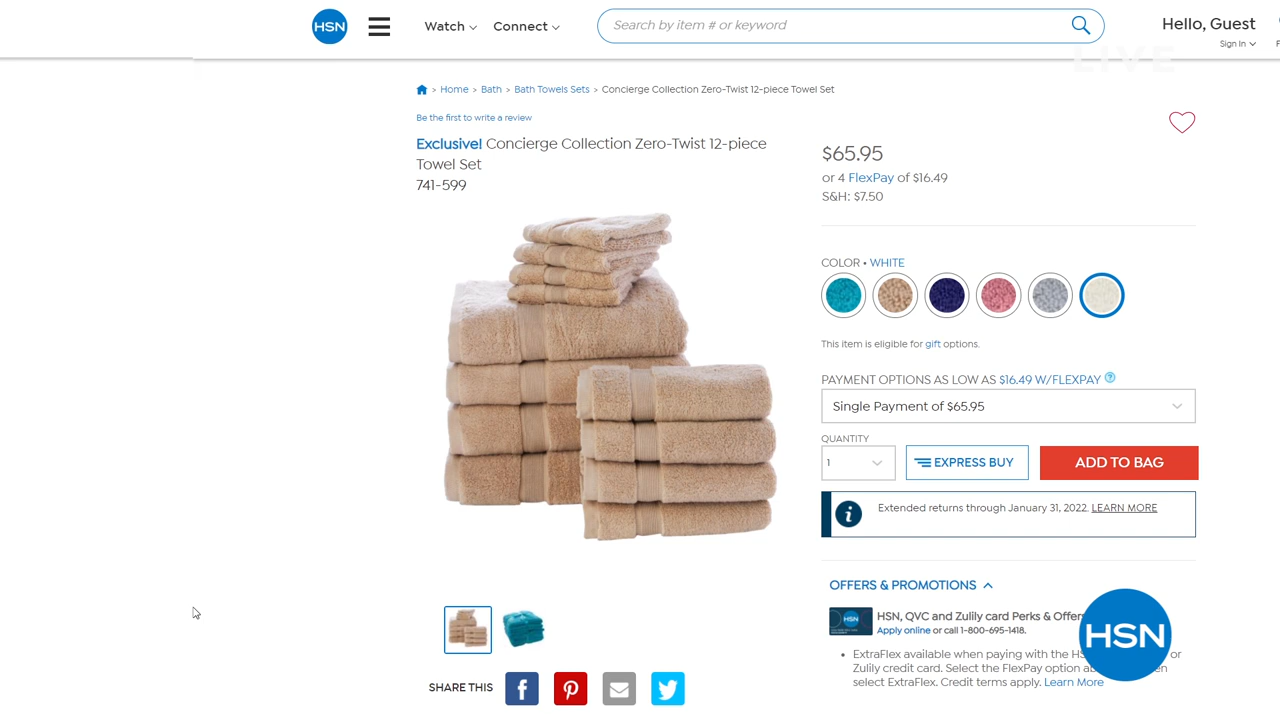 HSN
Watch
Connect
Search by item # or keyword
Hello, Guest
Sign In
LIVE
> Home > Bath > Bath Towels Sets > Concierge Collection Zero-Twist 12-piece Towel Set
Be the first to write a review
Exclusive! Concierge Collection Zero-Twist 12-piece
Towel Set
741-599
$65.95
or 4 FlexPay of $16.49
S&H: $7.50
COLOR • WHITE
This item is eligible for gift options.
PAYMENT OPTIONS AS LOW AS $16.49 W/FLEXPAY ?
Single Payment of $65.95
QUANTITY
1
EXPRESS BUY
ADD TO BAG
i
Extended returns through January 31, 2022. LEARN MORE
OFFERS & PROMOTIONS
HSN
HSN, QVC and Zulily card Perks & Offers
Apply online or call 1-800-695-1418.
• ExtraFlex available when paying with the HS or
Zulily credit card. Select the FlexPay option
select ExtraFlex. Credit terms apply. Learn More
HSN
SHARE THIS